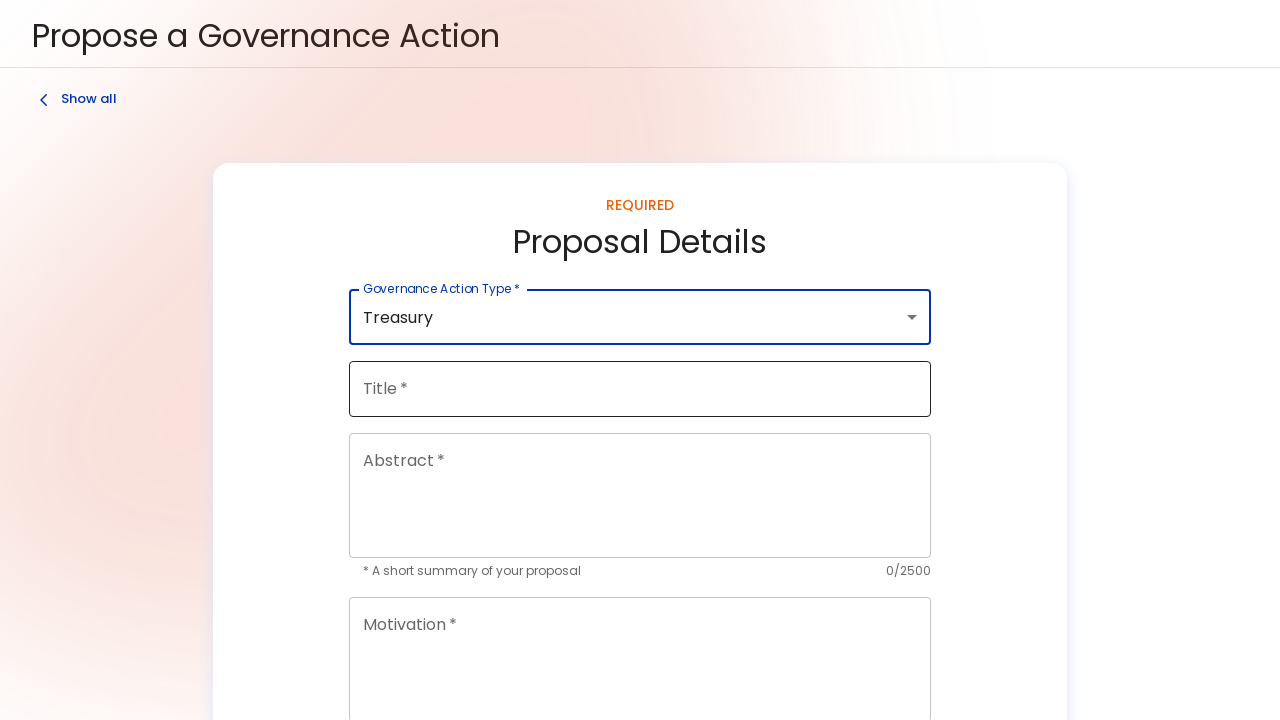 Propose a Governance Action
Show all
REQUIRED
Proposal Details
Governance Action Type *
Treasury
Title *
Abstract *
* A short summary of your proposal 0/2500
Motivation *